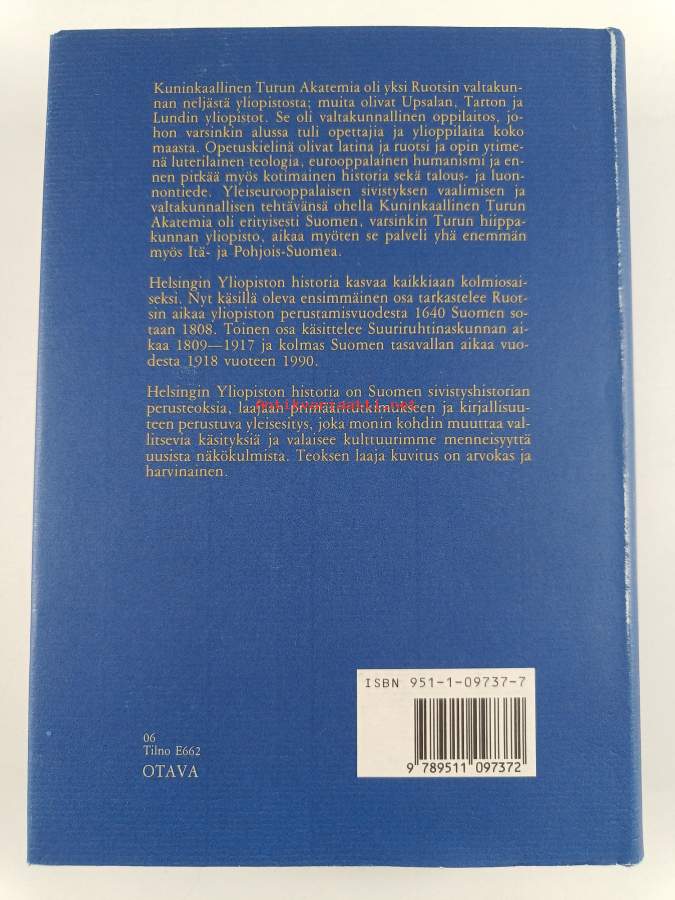 Kuninkaallinen Turun Akatemia oli yksi Ruotsin valtakun-
nan neljästä yliopistosta; muita olivat Upsalan, Tarton ja
Lundin yliopistot. Se oli valtakunnallinen oppilaitos, jo-
hon varsinkin alussa tuli opettajia ja ylioppilaita koko
maasta. Opetuskielinä olivat latina ja ruotsi ja opin ytime-
nä luterilainen teologia, eurooppalainen humanismi ja en-
nen pitkää myös kotimainen historia sekä talous- ja luon-
nontiede. Yleiseurooppalaisen sivistyksen vaalimisen ja
valtakunnallisen tehtävänsä ohella Kuninkaallinen Turun
Akatemia oli erityisesti Suomen, varsinkin Turun hiippa-
kunnan yliopisto, aikaa myöten se palveli yhä enemmän
myös Itä- ja Pohjois-Suomea.
Helsingin Yliopiston historia kasvaa kaikkiaan kolmiosai-
seksi. Nyt käsillä oleva ensimmäinen osa tarkastelee Ruot-
sin aikaa yliopiston perustamisvuodesta 1640 Suomen so-
taan 1808. Toinen osa käsittelee Suuriruhtinaskunnan ai-
kaa 1809—1917 ja kolmas Suomen tasavallan aikaa vuo-
desta 1918 vuoteen 1990.
Helsingin Yliopiston historia on Suomen sivistyshistorian
perusteoksia, laajaan primaaritutkimukseen ja kirjallisuu-
teen perustuva yleisesitys, joka monin kohdin muuttaa val-
litsevia käsityksiä ja valaisee kulttuurimme menneisyyttä
uusista näkökulmista. Teoksen laaja kuvitus on arvokas ja
harvinainen.
antikvariaatti.net
ISBN 951-1-09737-7
9 789511 097372
06
Tilno E662
OTAVA